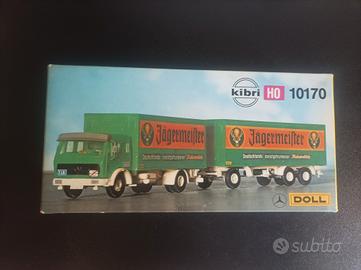 kibri HO 10170
Jägermeister
Jägermeister
DOLL
subito